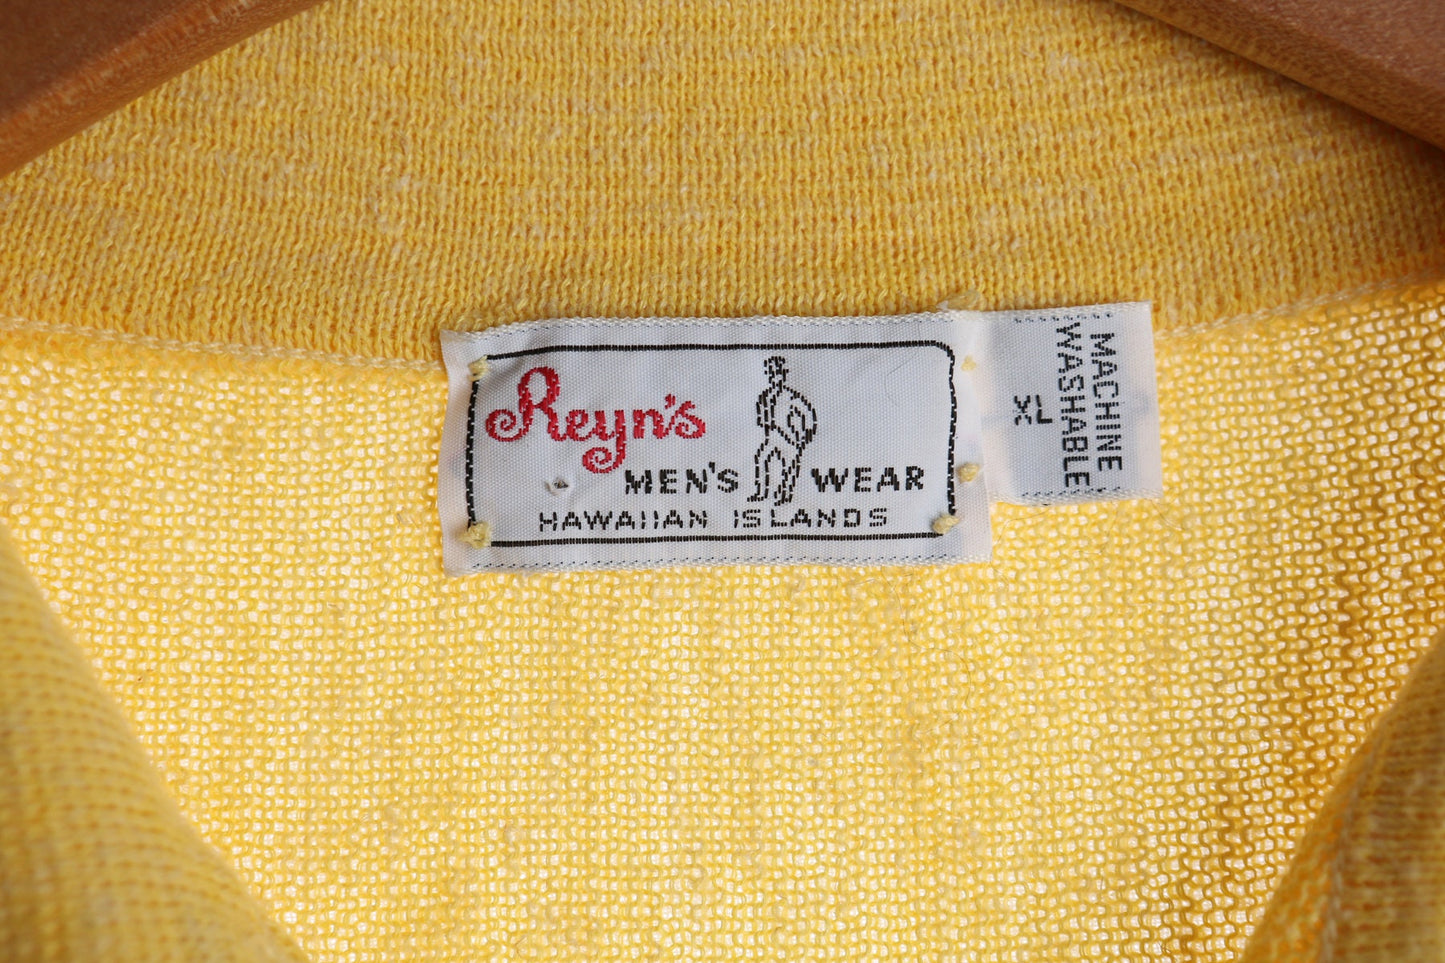 Reyn's
MEN'S WEAR
HAWAIIAN ISLANDS
MACHINE
WASHABLE
XL